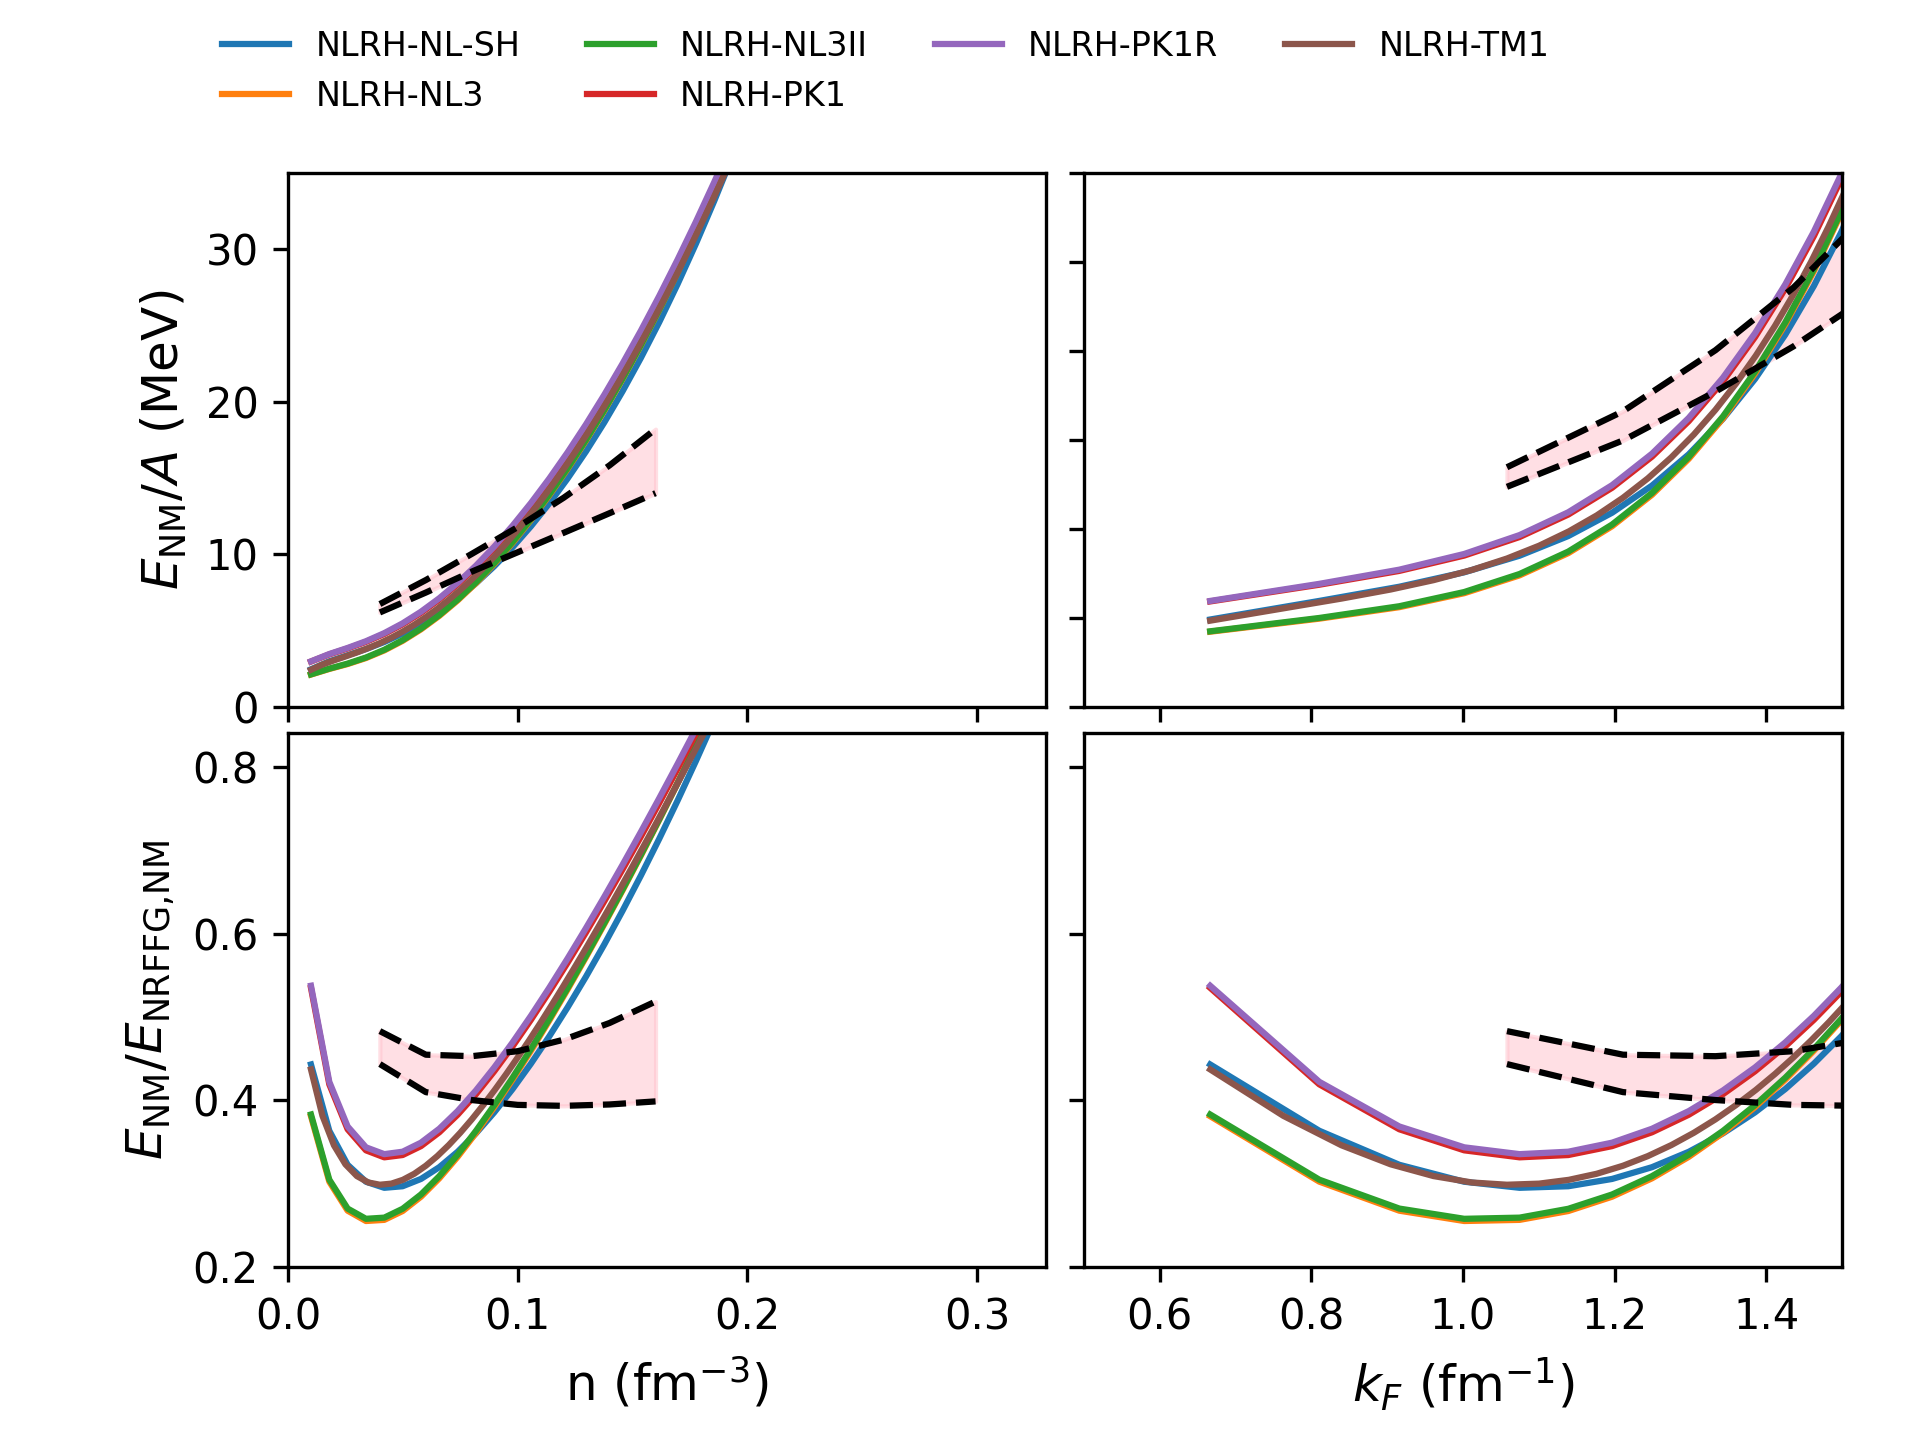 NLRH-NL-SH NLRH-NL3II NLRH-PK1R NLRH-TM1
NLRH-NL3 NLRH-PK1
E_NM/A (MeV)
30
20
10
0
E_NM/E_NRFFG,NM
0.8
0.6
0.4
0.2
0.0 0.1 0.2 0.3 0.6 0.8 1.0 1.2 1.4
n (fm⁻³) k_F (fm⁻¹)